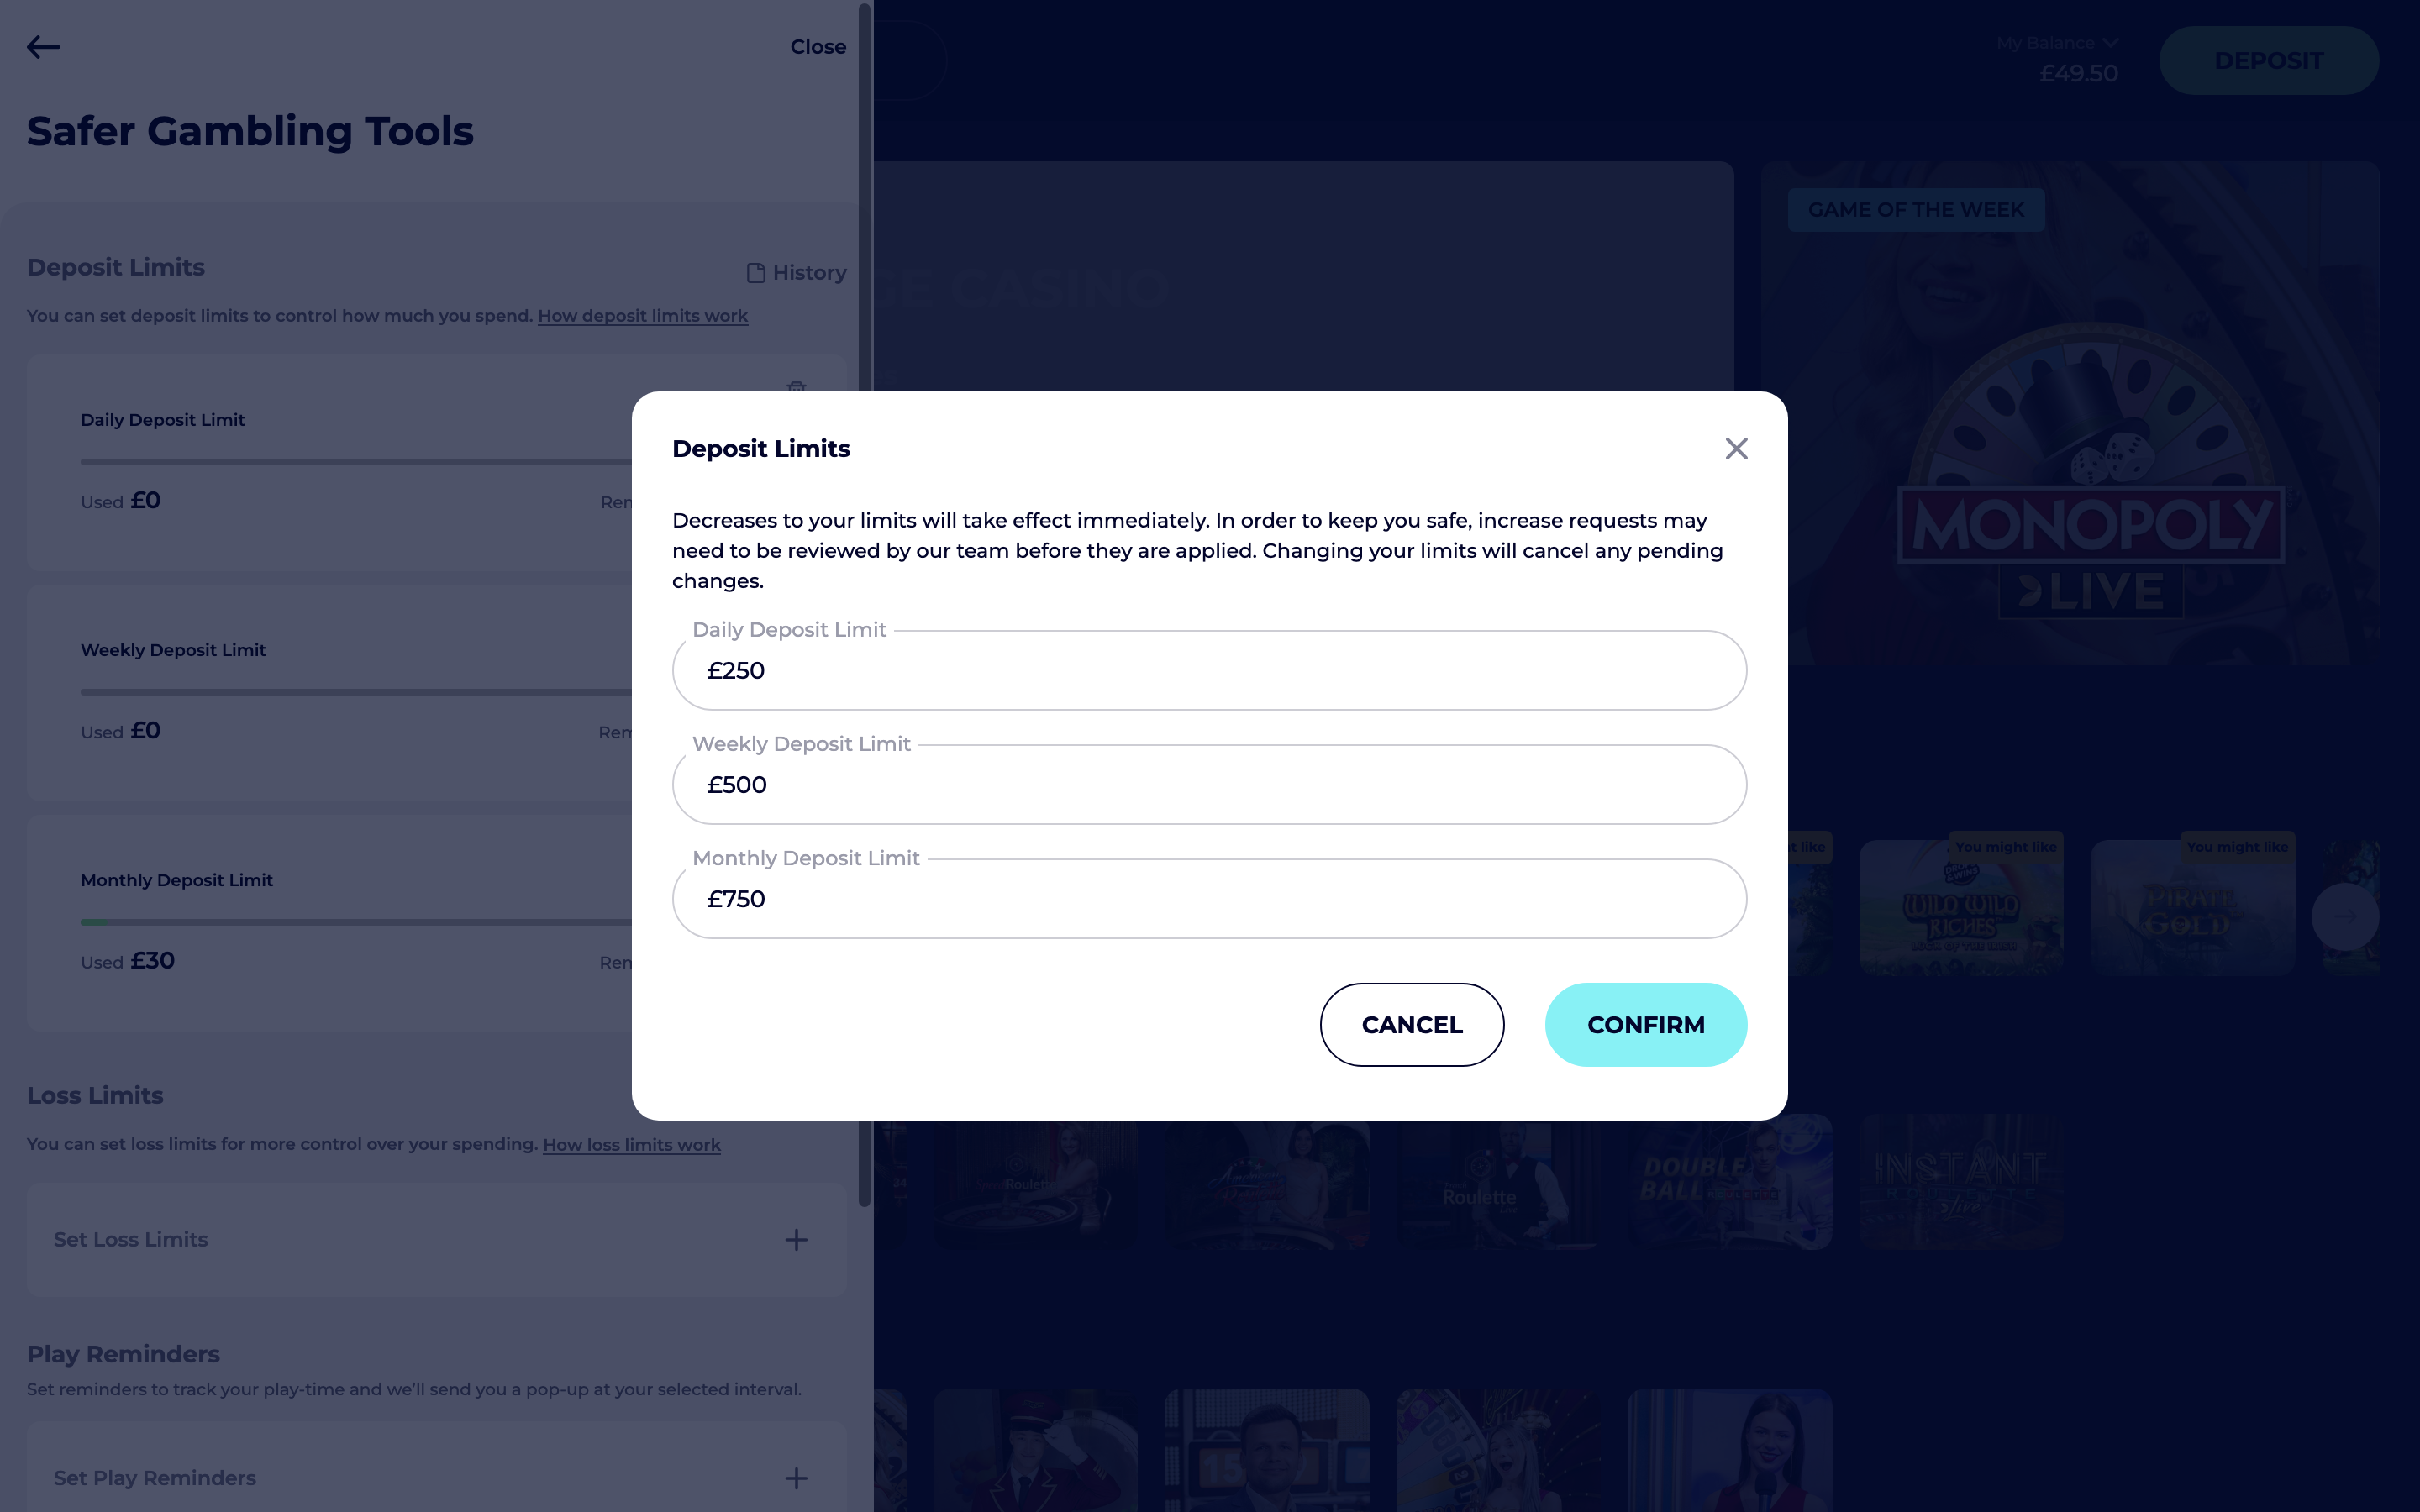 Close
Safer Gambling Tools
Deposit Limits
History
You can set deposit limits to control how much you spend. How deposit limits work
Daily Deposit Limit
Used £0
Weekly Deposit Limit
Used £0
Monthly Deposit Limit
Used £30
Loss Limits
You can set loss limits for more control over your spending. How loss limits work
Set Loss Limits
Play Reminders
Set reminders to track your play-time and we'll send you a pop-up at your selected interval.
Set Play Reminders
Deposit Limits
Decreases to your limits will take effect immediately. In order to keep you safe, increase requests may
need to be reviewed by our team before they are applied. Changing your limits will cancel any pending
changes.
Daily Deposit Limit
£250
Weekly Deposit Limit
£500
Monthly Deposit Limit
£750
CANCEL
CONFIRM
My Balance
£49.50
DEPOSIT
CASINO
GAME OF THE WEEK
MONOPOLY
LIVE
like
You might like
You might like
WILD WILD
RICHES
PIRATE
GOLD
Roulette
Roulette
Live
DOUBLE
BALL
INSTANT